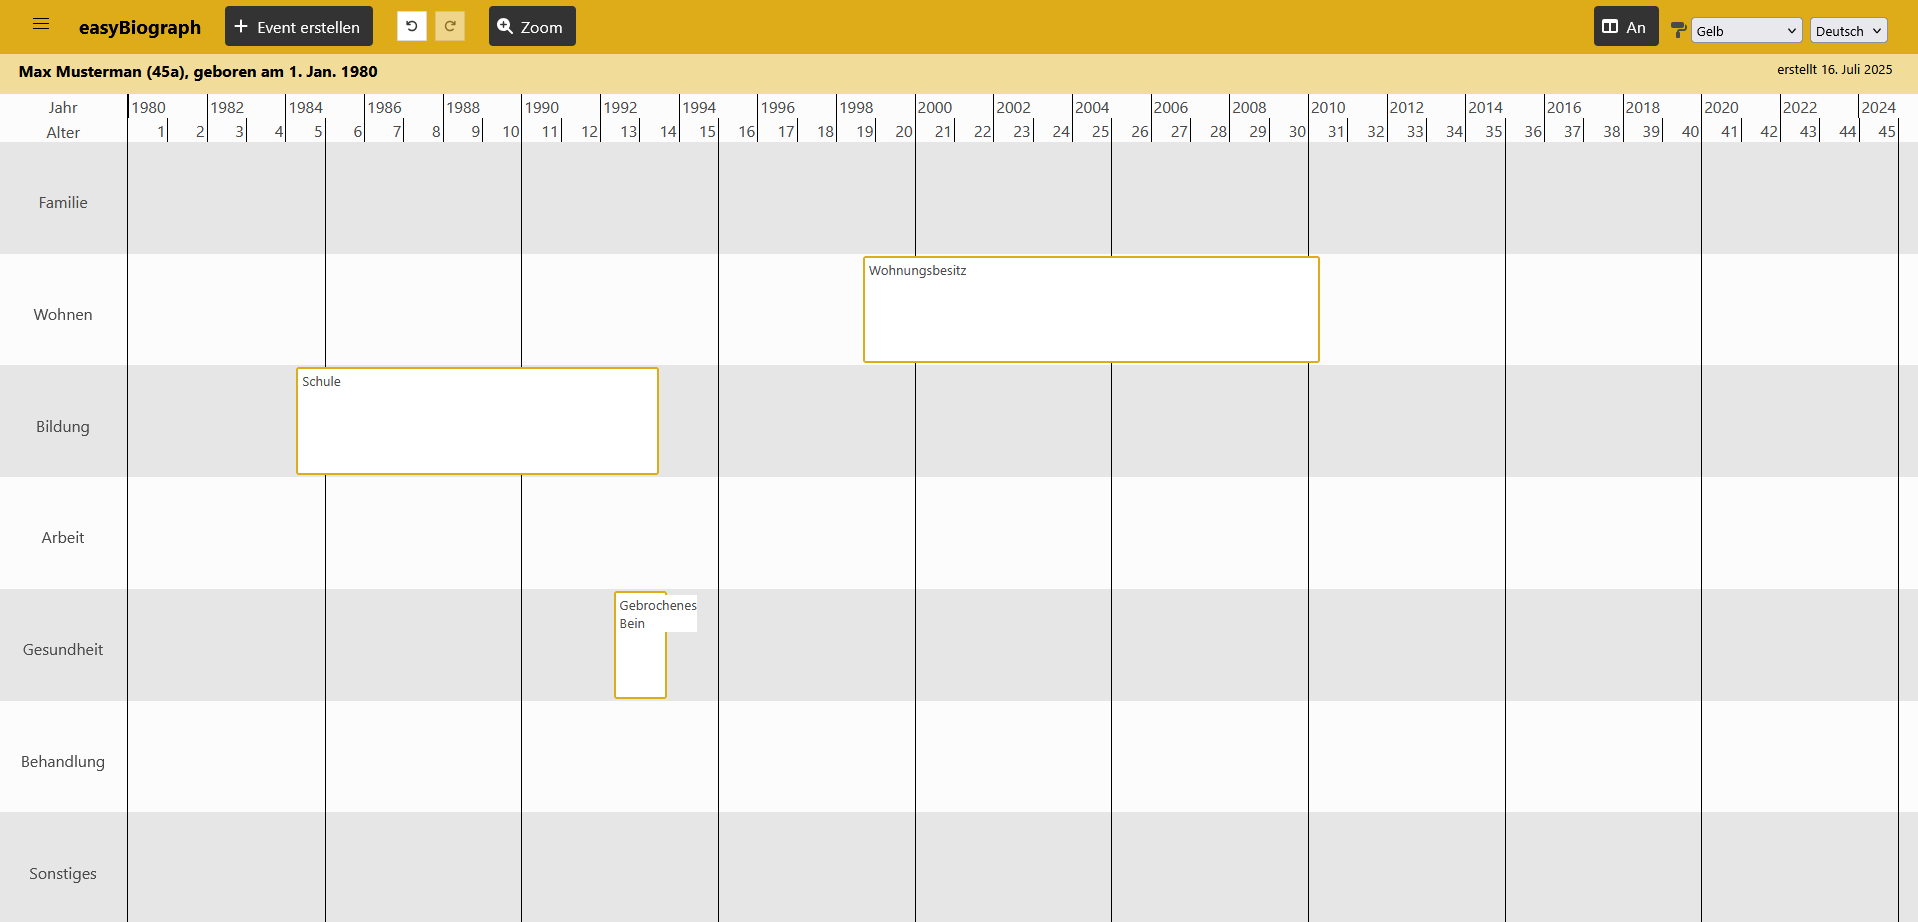 easyBiograph Event erstellen Zoom An Gelb Deutsch
Max Musterman (45a), geboren am 1. Jan. 1980 erstellt 16. Juli 2025
Jahr 1980 1982 1984 1986 1988 1990 1992 1994 1996 1998 2000 2002 2004 2006 2008 2010 2012 2014 2016 2018 2020 2022 2024
Alter 1 2 3 4 5 6 7 8 9 10 11 12 13 14 15 16 17 18 19 20 21 22 23 24 25 26 27 28 29 30 31 32 33 34 35 36 37 38 39 40 41 42 43 44 45
Familie
Wohnen
Wohnungsbesitz
Bildung
Schule
Arbeit
Gesundheit
Gebrochenes
Bein
Behandlung
Sonstiges